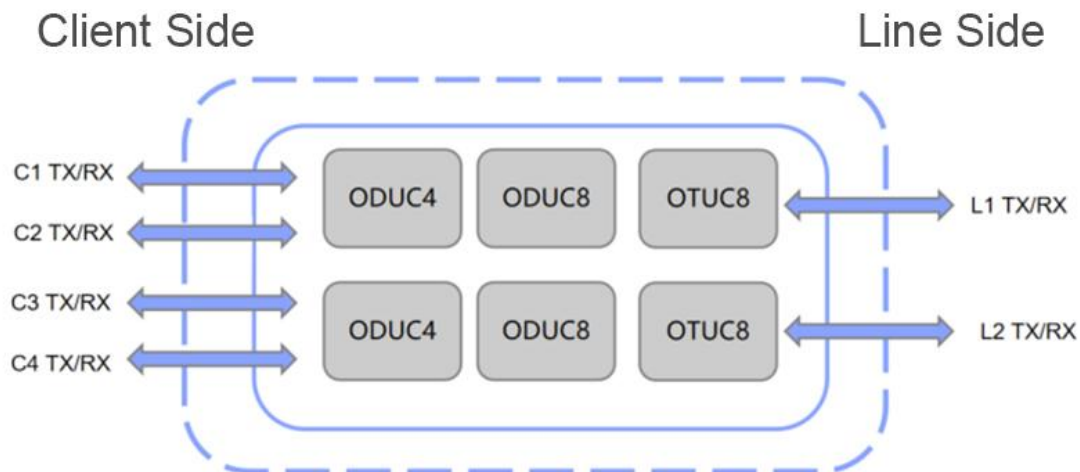 Client Side
Line Side
C1 TX/RX
ODUC4
ODUC8
OTUC8
L1 TX/RX
C2 TX/RX
C3 TX/RX
ODUC4
ODUC8
OTUC8
L2 TX/RX
C4 TX/RX